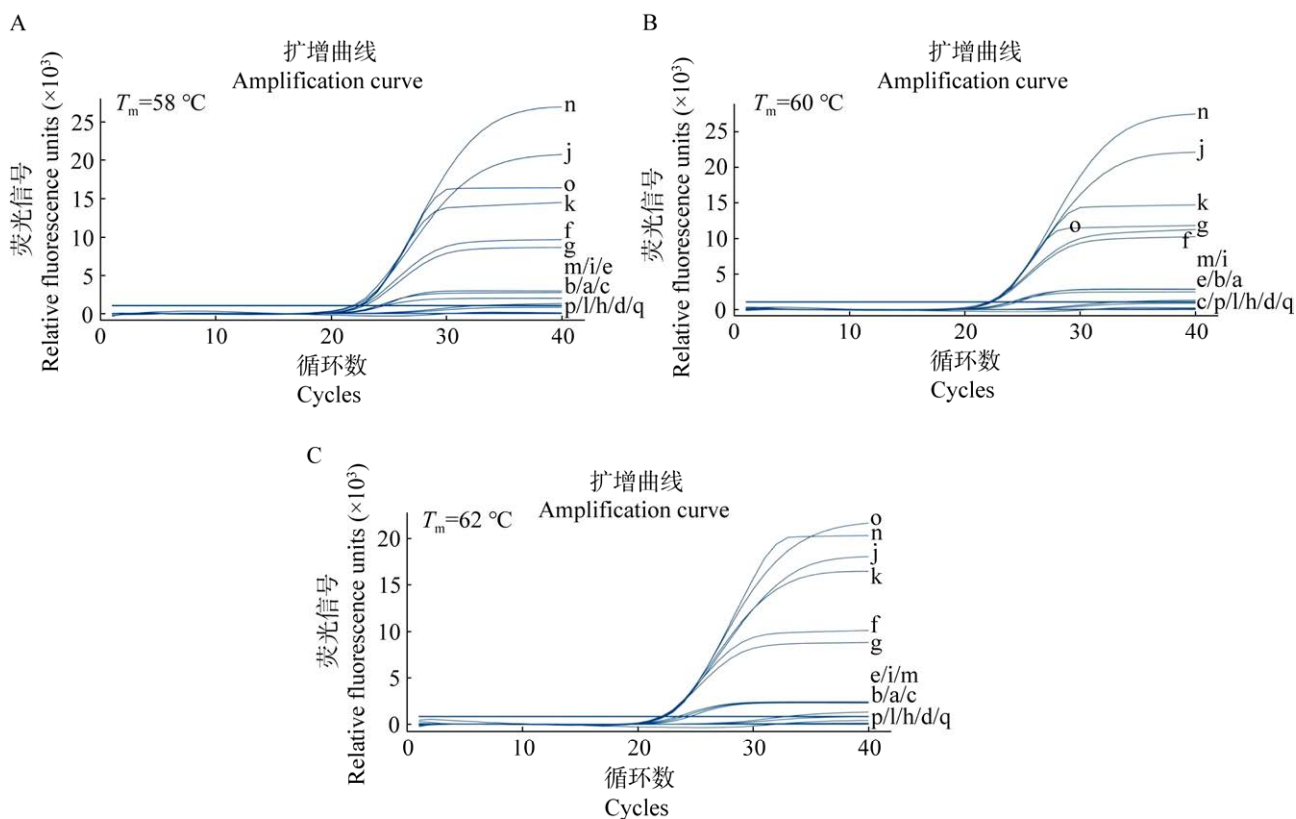 A
扩增曲线
Amplification curve
Tm=58 ℃
荧光信号
Relative fluorescence units (×10³)
25
20
15
10
5
0
0 10 20 30 40
n
j
o
k
f
g
m/i/e
b/a/c
p/l/h/d/q
循环数
Cycles
B
扩增曲线
Amplification curve
Tm=60 ℃
荧光信号
Relative fluorescence units (×10³)
25
20
15
10
5
0
0 10 20 30 40
n
j
k
o
g
f
m/i
e/b/a
c/p/l/h/d/q
循环数
Cycles
C
扩增曲线
Amplification curve
Tm=62 ℃
荧光信号
Relative fluorescence units (×10³)
20
15
10
5
0
0 10 20 30 40
o
n
j
k
f
g
e/i/m
b/a/c
p/l/h/d/q
循环数
Cycles